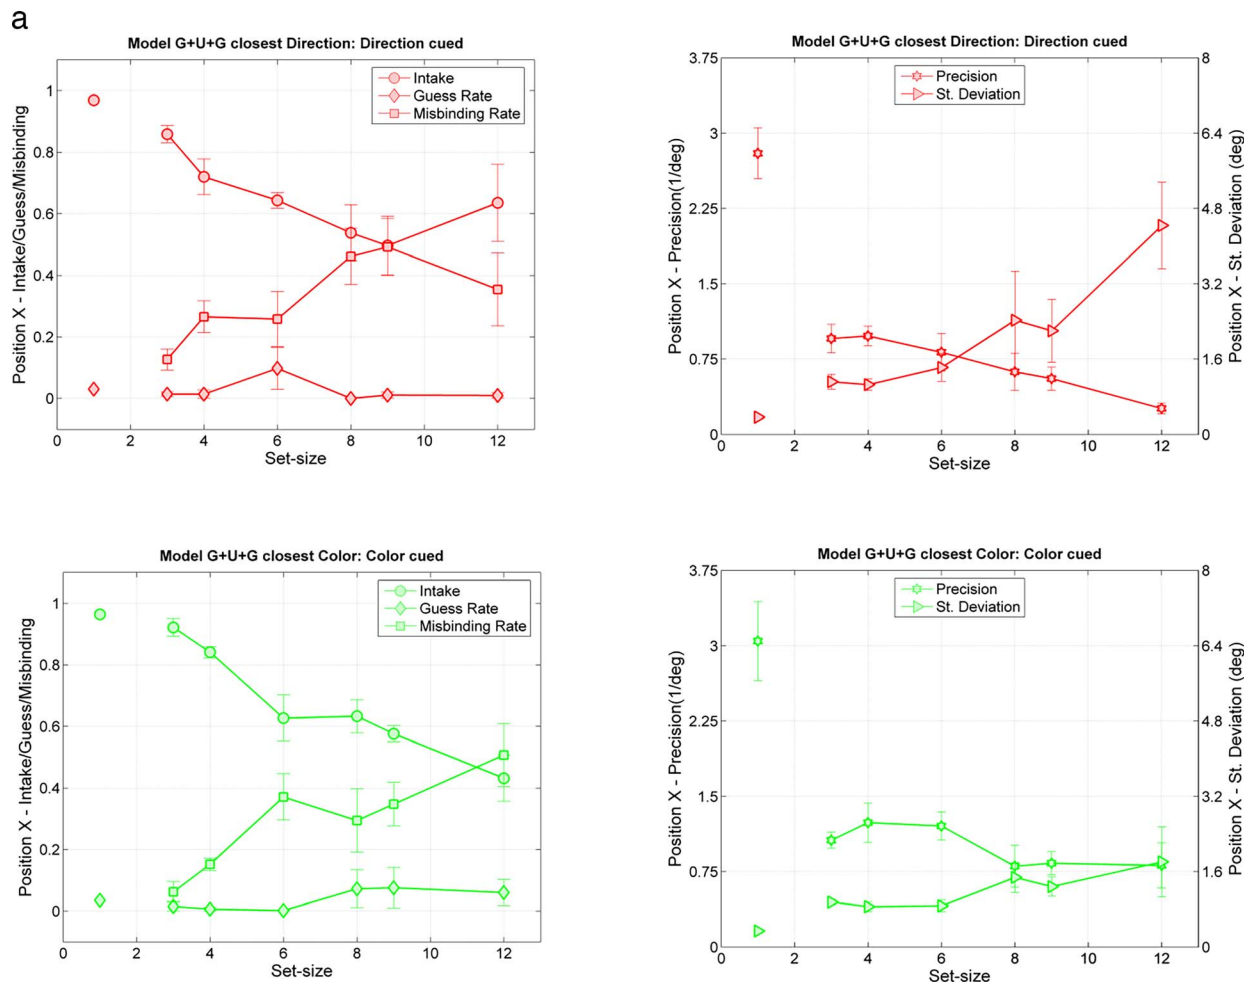 a
Model G+U+G closest Direction: Direction cued
Position X - Intake/Guess/Misbinding
1
0.8
0.6
0.4
0.2
0
Intake
Guess Rate
Misbinding Rate
0 2 4 6 8 10 12
Set-size
Model G+U+G closest Direction: Direction cued
Position X - Precision(1/deg)
3.75
3
2.25
1.5
0.75
0
Precision
St. Deviation
8
6.4
4.8
3.2
1.6
0
Position X - St. Deviation (deg)
0 2 4 6 8 10 12
Set-size
Model G+U+G closest Color: Color cued
Position X - Intake/Guess/Misbinding
1
0.8
0.6
0.4
0.2
0
Intake
Guess Rate
Misbinding Rate
0 2 4 6 8 10 12
Set-size
Model G+U+G closest Color: Color cued
Position X - Precision(1/deg)
3.75
3
2.25
1.5
0.75
0
Precision
St. Deviation
8
6.4
4.8
3.2
1.6
0
Position X - St. Deviation (deg)
0 2 4 6 8 10 12
Set-size